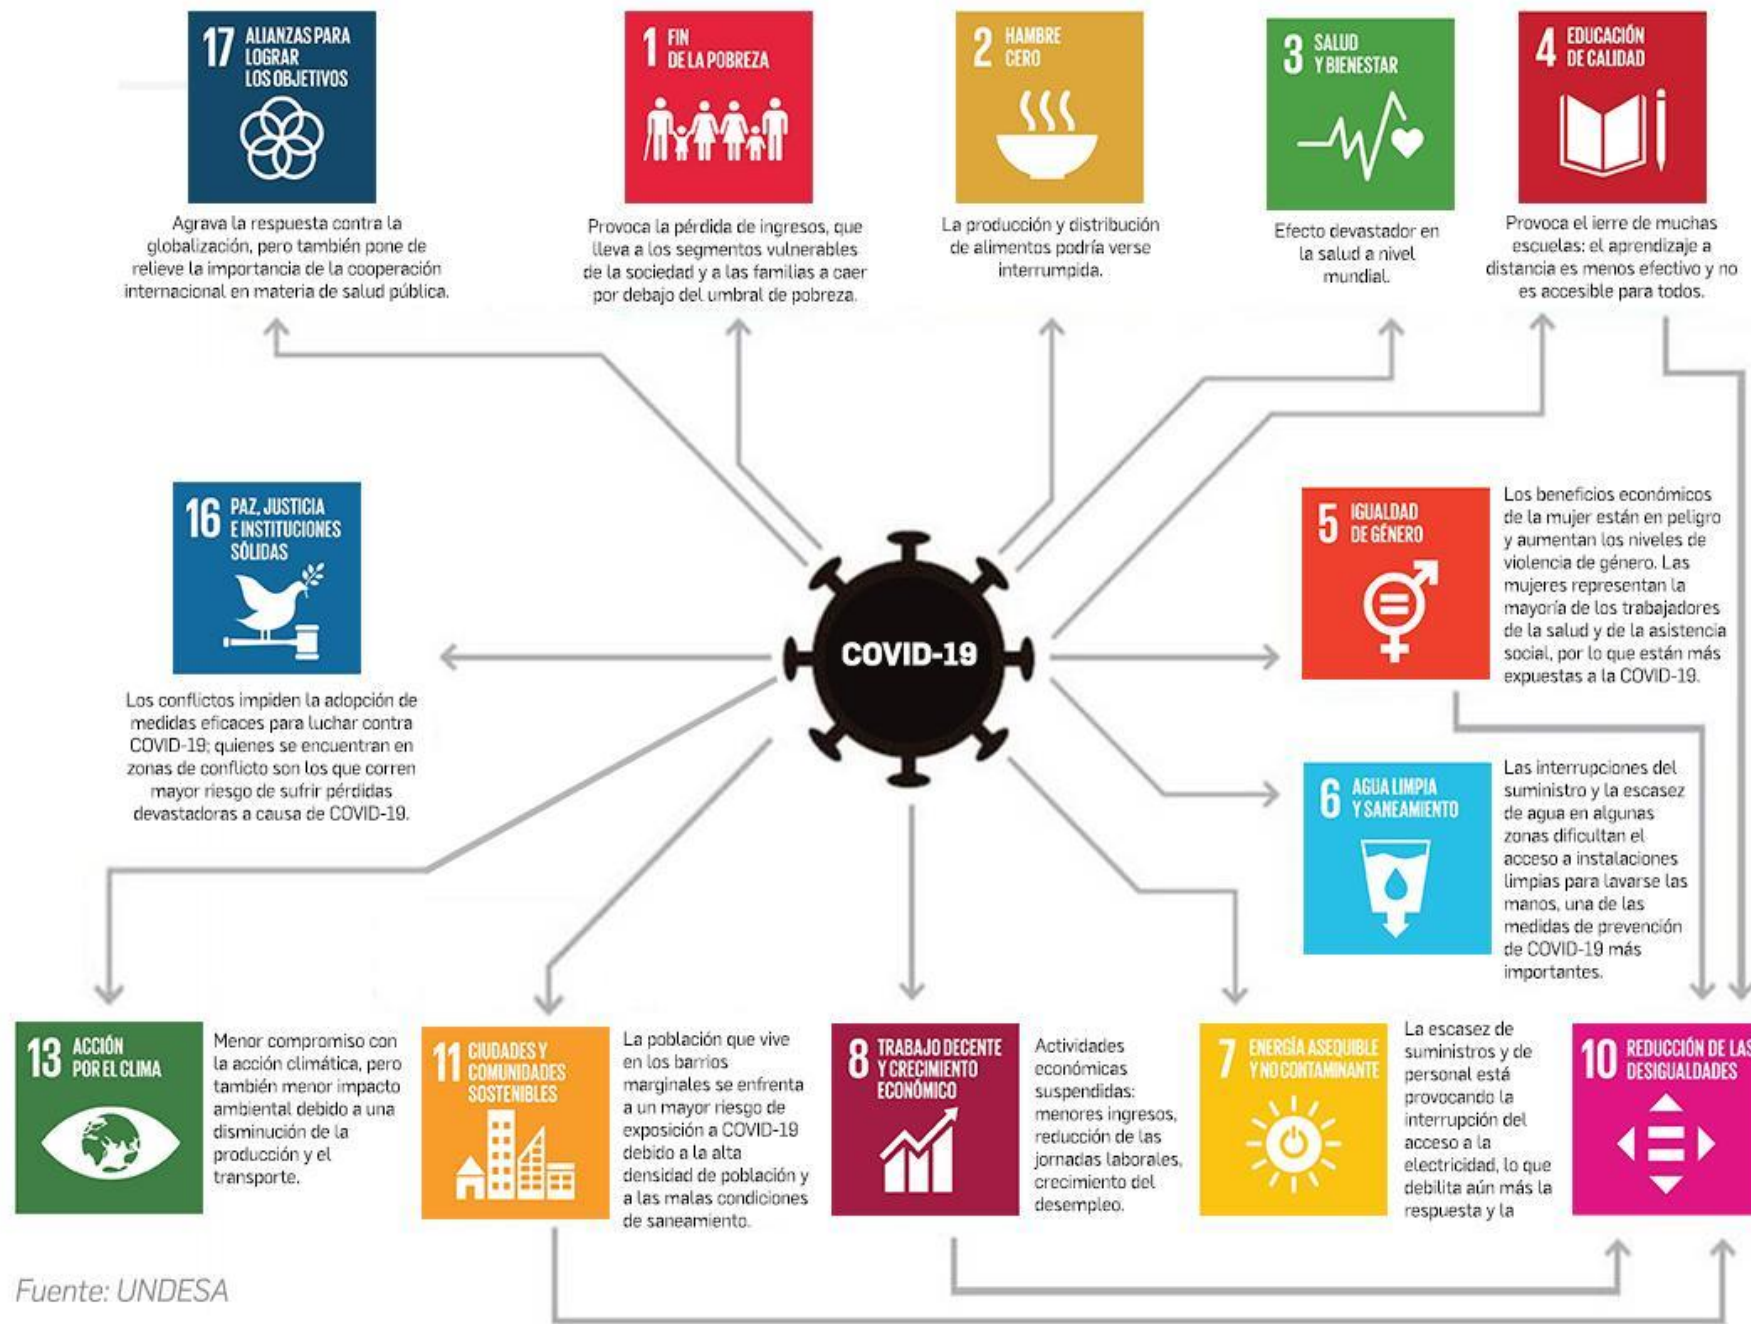 17 ALIANZAS PARA
LOGRAR
LOS OBJETIVOS
Agrava la respuesta contra la
globalización, pero también pone de
relieve la importancia de la cooperación
internacional en materia de salud pública.
1 FIN
DE LA POBREZA
Provoca la pérdida de ingresos, que
lleva a los segmentos vulnerables
de la sociedad y a las familias a caer
por debajo del umbral de pobreza.
2 HAMBRE
CERO
La producción y distribución
de alimentos podría verse
interrumpida.
3 SALUD
Y BIENESTAR
Efecto devastador en
la salud a nivel
mundial.
4 EDUCACIÓN
DE CALIDAD
Provoca el ierre de muchas
escuelas: el aprendizaje a
distancia es menos efectivo y no
es accesible para todos.
16 PAZ, JUSTICIA
E INSTITUCIONES
SÓLIDAS
Los conflictos impiden la adopción de
medidas eficaces para luchar contra
COVID-19; quienes se encuentran en
zonas de conflicto son los que corren
mayor riesgo de sufrir pérdidas
devastadoras a causa de COVID-19.
COVID-19
5 IGUALDAD
DE GÉNERO
Los beneficios económicos
de la mujer están en peligro
y aumentan los niveles de
violencia de género. Las
mujeres representan la
mayoría de los trabajadores
de la salud y de la asistencia
social, por lo que están más
expuestas a la COVID-19.
6 AGUA LIMPIA
Y SANEAMIENTO
Las interrupciones del
suministro y la escasez
de agua en algunas
zonas dificultan el
acceso a instalaciones
limpias para lavarse las
manos, una de las
medidas de prevención
de COVID-19 más
importantes.
13 ACCIÓN
POR EL CLIMA
Menor compromiso con
la acción climática, pero
también menor impacto
ambiental debido a una
disminución de la
producción y el
transporte.
11 CIUDADES Y
COMUNIDADES
SOSTENIBLES
La población que vive
en los barrios
marginales se enfrenta
a un mayor riesgo de
exposición a COVID-19
debido a la alta
densidad de población y
a las malas condiciones
de saneamiento.
8 TRABAJO DECENTE
Y CRECIMIENTO
ECONÓMICO
Actividades
económicas
suspendidas:
menores ingresos,
reducción de las
jornadas laborales,
crecimiento del
desempleo.
7 ENERGÍA ASEQUIBLE
Y NO CONTAMINANTE
La escasez de
suministros y de
personal está
provocando la
interrupción del
acceso a la
electricidad, lo que
debilita aún más la
respuesta y la
10 REDUCCIÓN DE LAS
DESIGUALDADES
Fuente: UNDESA